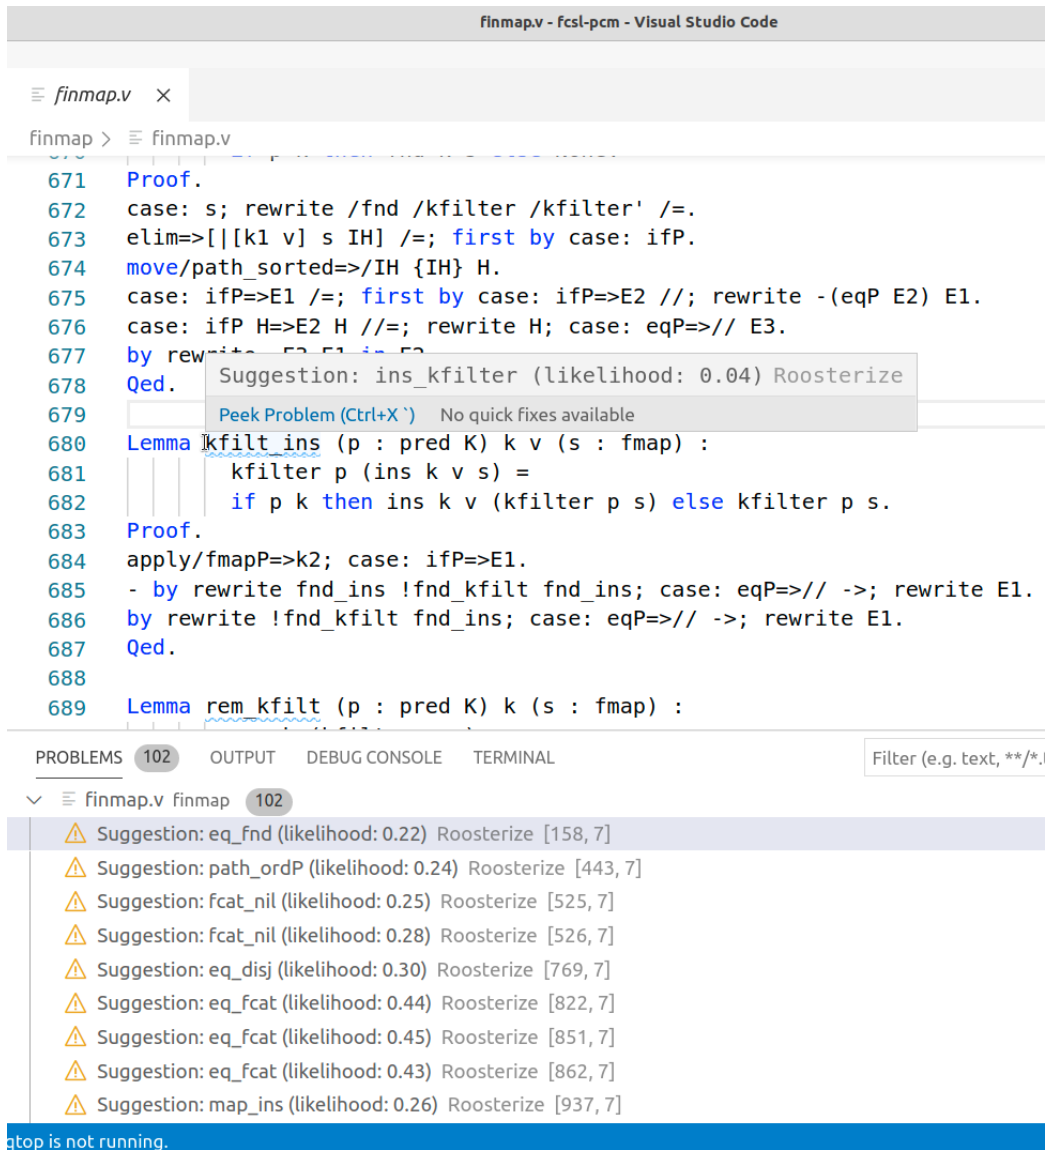 finmap.v - fcsl-pcm - Visual Studio Code
finmap.v ×
finmap > finmap.v
671 Proof.
672 case: s; rewrite /fnd /kfilter /kfilter' /=.
673 elim=>[|[k1 v] s IH] /=; first by case: ifP.
674 move/path_sorted=>/IH {IH} H.
675 case: ifP=>E1 /=; first by case: ifP=>E2 //; rewrite -(eqP E2) E1.
676 case: ifP H=>E2 H //=; rewrite H; case: eqP=>// E3.
677 by rew
Suggestion: ins_kfilter (likelihood: 0.04) Roosterize
678 Qed.
Peek Problem (Ctrl+X `) No quick fixes available
679
680 Lemma kfilt_ins (p : pred K) k v (s : fmap) :
681 kfilter p (ins k v s) =
682 if p k then ins k v (kfilter p s) else kfilter p s.
683 Proof.
684 apply/fmapP=>k2; case: ifP=>E1.
685 - by rewrite fnd_ins !fnd_kfilt fnd_ins; case: eqP=>// ->; rewrite E1.
686 by rewrite !fnd_kfilt fnd_ins; case: eqP=>// ->; rewrite E1.
687 Qed.
688
689 Lemma rem_kfilt (p : pred K) k (s : fmap) :
PROBLEMS 102 OUTPUT DEBUG CONSOLE TERMINAL Filter (e.g. text, **/*.
finmap.v finmap 102
Suggestion: eq_fnd (likelihood: 0.22) Roosterize [158, 7]
Suggestion: path_ordP (likelihood: 0.24) Roosterize [443, 7]
Suggestion: fcat_nil (likelihood: 0.25) Roosterize [525, 7]
Suggestion: fcat_nil (likelihood: 0.28) Roosterize [526, 7]
Suggestion: eq_disj (likelihood: 0.30) Roosterize [769, 7]
Suggestion: eq_fcat (likelihood: 0.44) Roosterize [822, 7]
Suggestion: eq_fcat (likelihood: 0.45) Roosterize [851, 7]
Suggestion: eq_fcat (likelihood: 0.43) Roosterize [862, 7]
Suggestion: map_ins (likelihood: 0.26) Roosterize [937, 7]
qtop is not running.